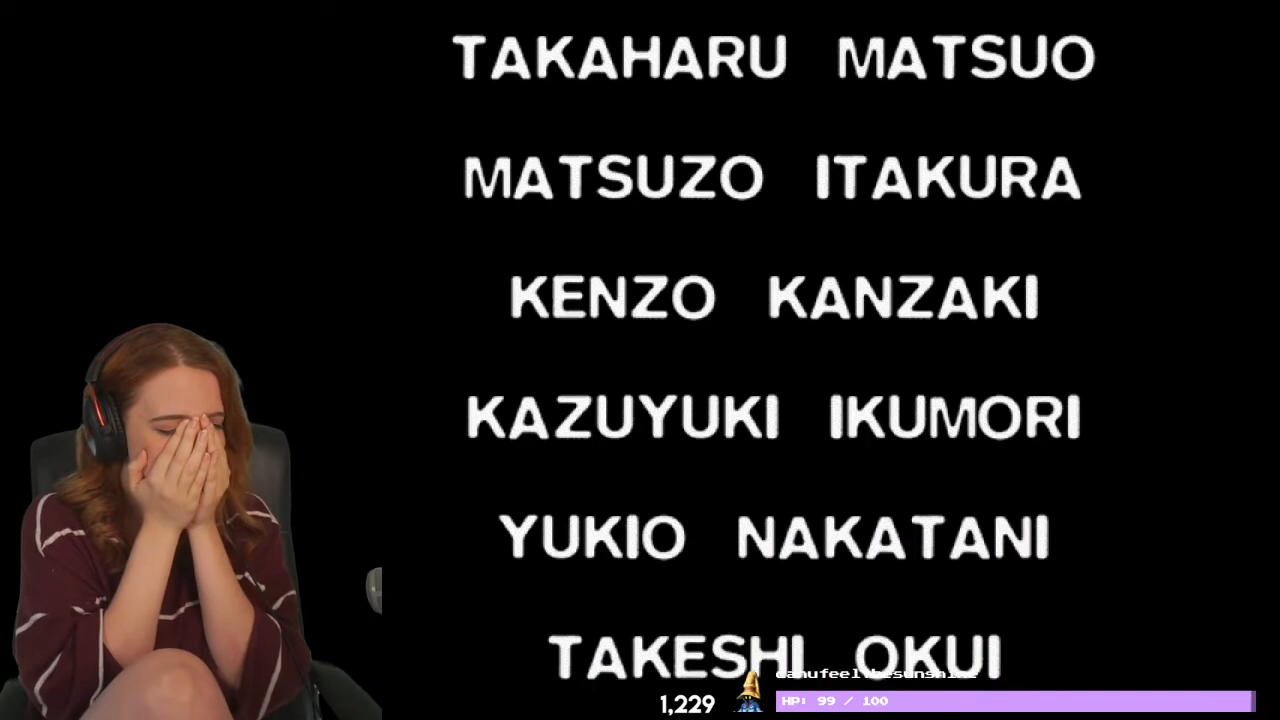 TAKAHARU MATSUO
MATSUZO ITAKURA
KENZO KANZAKI
KAZUYUKI IKUMORI
YUKIO NAKATANI
TAKESHI OKUI
1,229
HP: 99 / 100